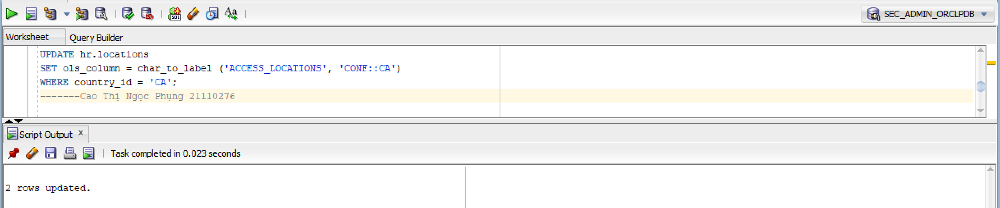 SEC_ADMIN_ORCLPDB
Worksheet Query Builder
UPDATE hr.locations
SET ols_column = char_to_label ('ACCESS_LOCATIONS', 'CONF::CA')
WHERE country_id = 'CA';
-------Cao Thị Ngọc Phụng 21110276
Script Output x
Task completed in 0.023 seconds
2 rows updated.